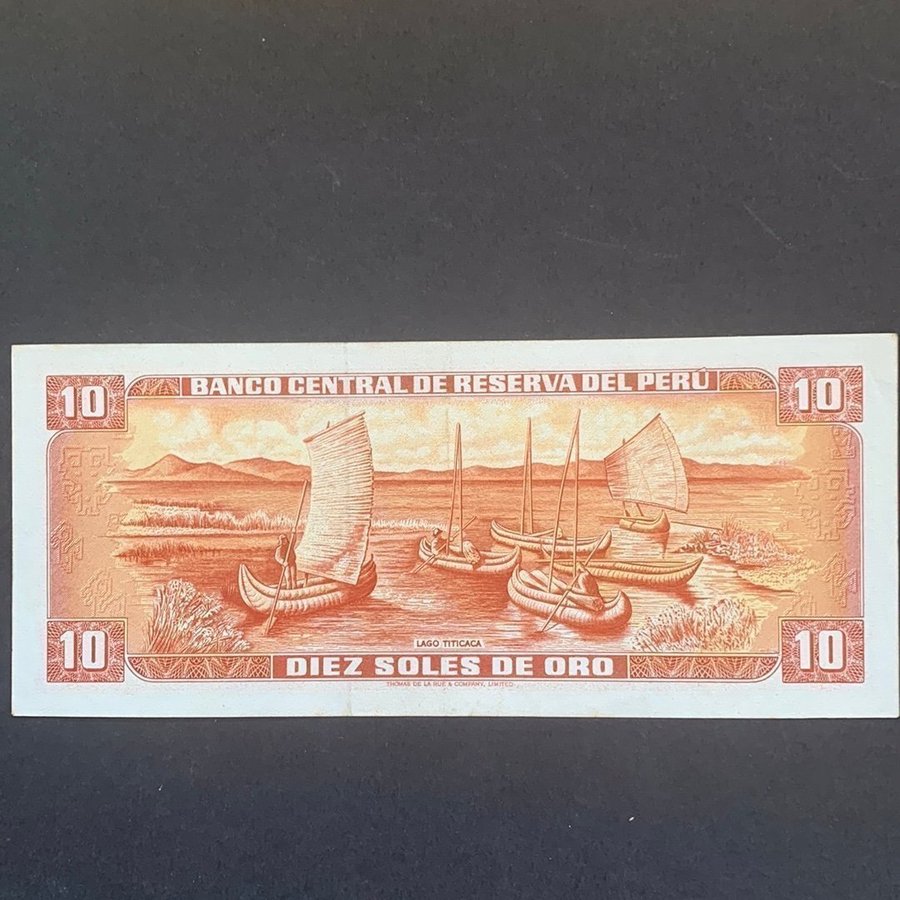 BANCO CENTRAL DE RESERVA DEL PERÚ
10
10
LAGO TITICACA
10
10
DIEZ SOLES DE ORO
THOMAS DE LA RUE & COMPANY, LIMITED